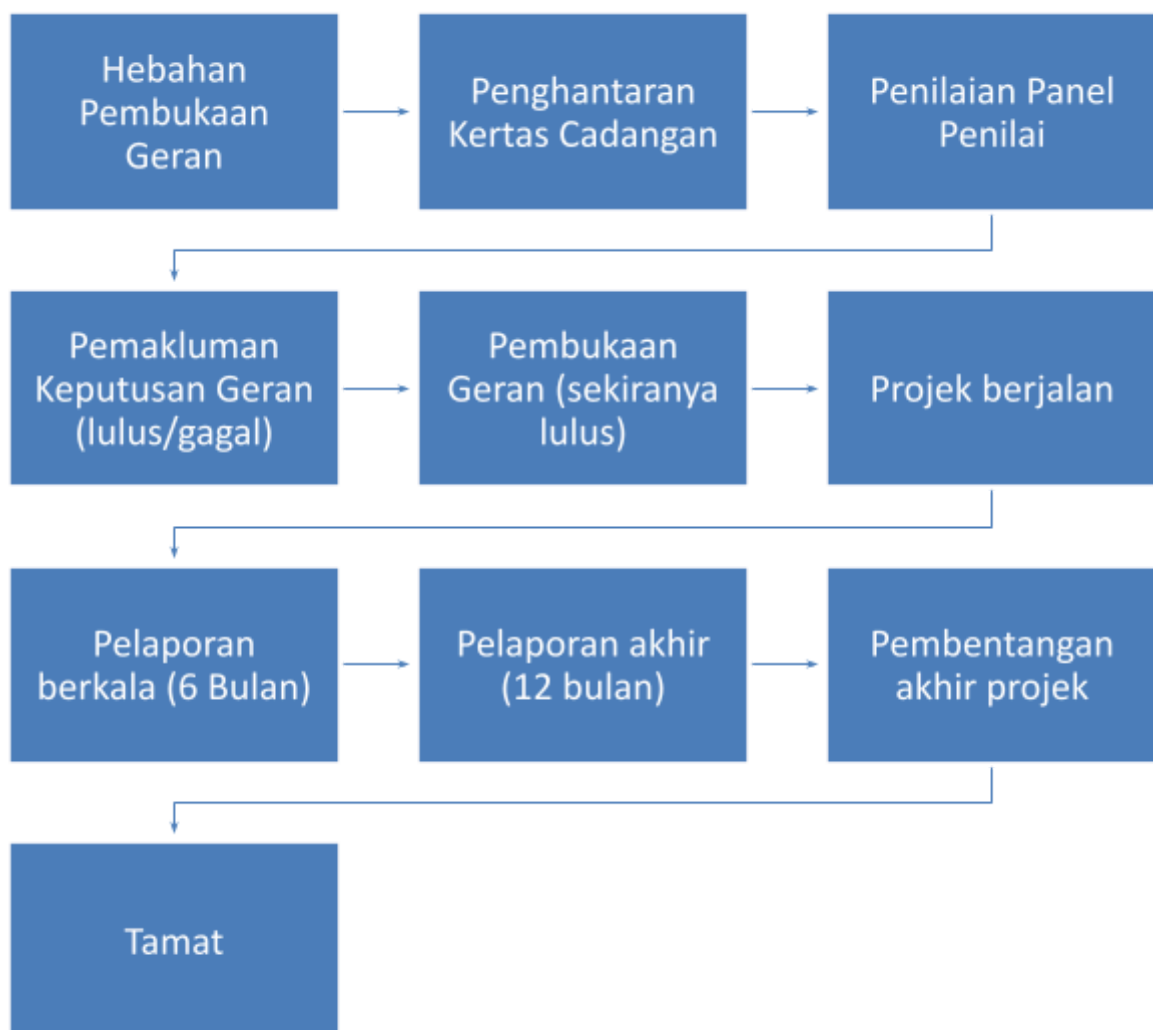 Hebahan
Pembukaan
Geran
Penghantaran
Kertas Cadangan
Penilaian Panel
Penilai
Pemakluman
Keputusan Geran
(lulus/gagal)
Pembukaan
Geran (sekiranya
lulus)
Projek berjalan
Pelaporan
berkala (6 Bulan)
Pelaporan akhir
(12 bulan)
Pembentangan
akhir projek
Tamat